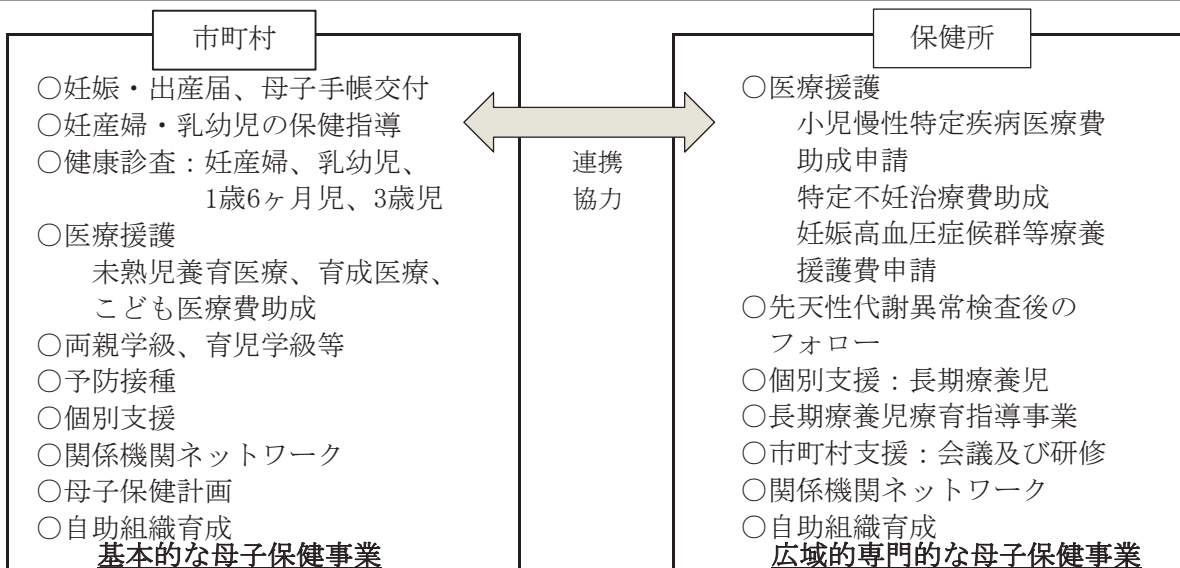 市町村
○妊娠・出産届、母子手帳交付
○妊産婦・乳幼児の保健指導
○健康診査：妊産婦、乳幼児、
1歳6ヶ月児、3歳児
○医療援護
未熟児養育医療、育成医療、
こども医療費助成
○両親学級、育児学級等
○予防接種
○個別支援
○関係機関ネットワーク
○母子保健計画
○自助組織育成
基本的な母子保健事業
連携
協力
保健所
○医療援護
小児慢性特定疾病医療費
助成申請
特定不妊治療費助成
妊娠高血圧症候群等療養
援護費申請
○先天性代謝異常検査後の
フォロー
○個別支援：長期療養児
○長期療養児療育指導事業
○市町村支援：会議及び研修
○関係機関ネットワーク
○自助組織育成
広域的専門的な母子保健事業